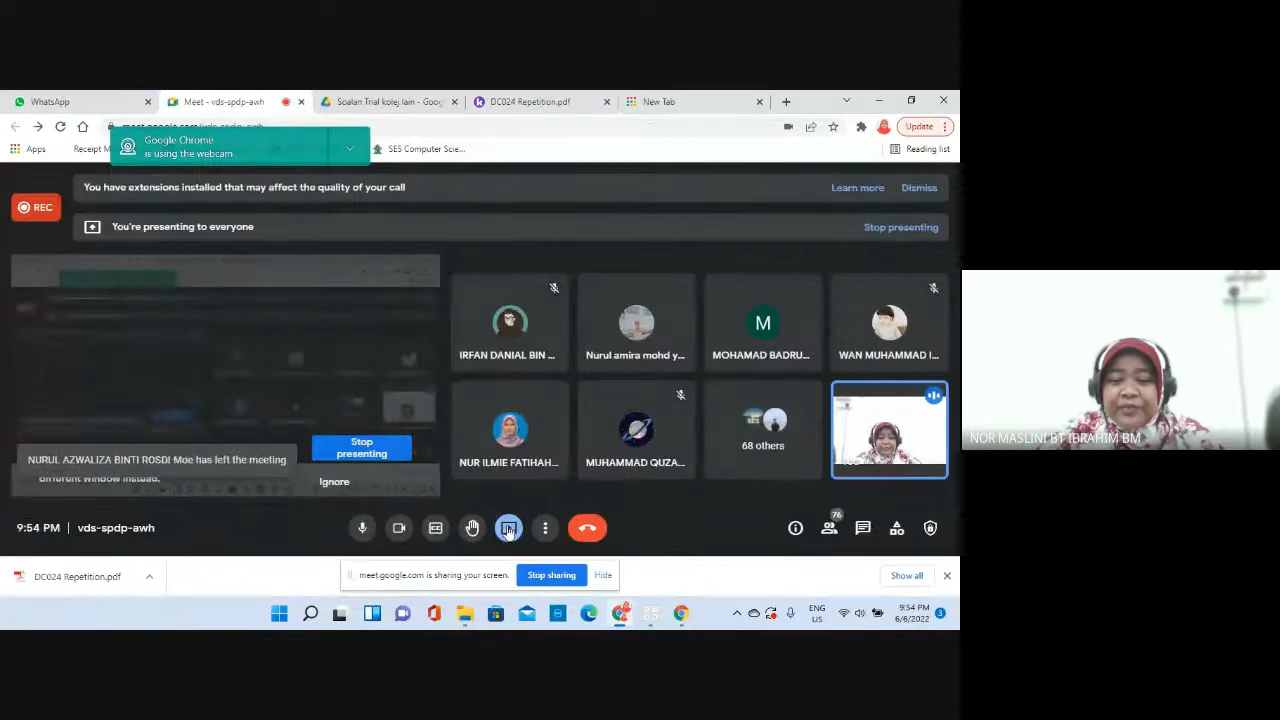 WhatsApp
Meet - vds-spdp-awh
Soalan Trial kolej lain - Goog
DC024 Repetition.pdf
New Tab
Update
Apps
Receipt M
Google Chrome
is using the webcam
SES Computer Scie...
Reading list
REC
You have extensions installed that may affect the quality of your call
Learn more
Dismiss
You're presenting to everyone
Stop presenting
IRFAN DANIAL BIN ...
Nurul amira mohd y...
M
MOHAMAD BADRU...
WAN MUHAMMAD I...
NUR ILMIE FATIHAH...
MUHAMMAD QUZA...
68 others
NURUL AZWALIZA BINTI ROSDI Moe has left the meeting
Stop
presenting
different window instead.
Ignore
NOR MASLINI BT IBRAHIM BM
9:54 PM | vds-spdp-awh
76
DC024 Repetition.pdf
meet.google.com is sharing your screen.
Stop sharing
Hide
Show all
ENG
US
9:54 PM
6/6/2022
3